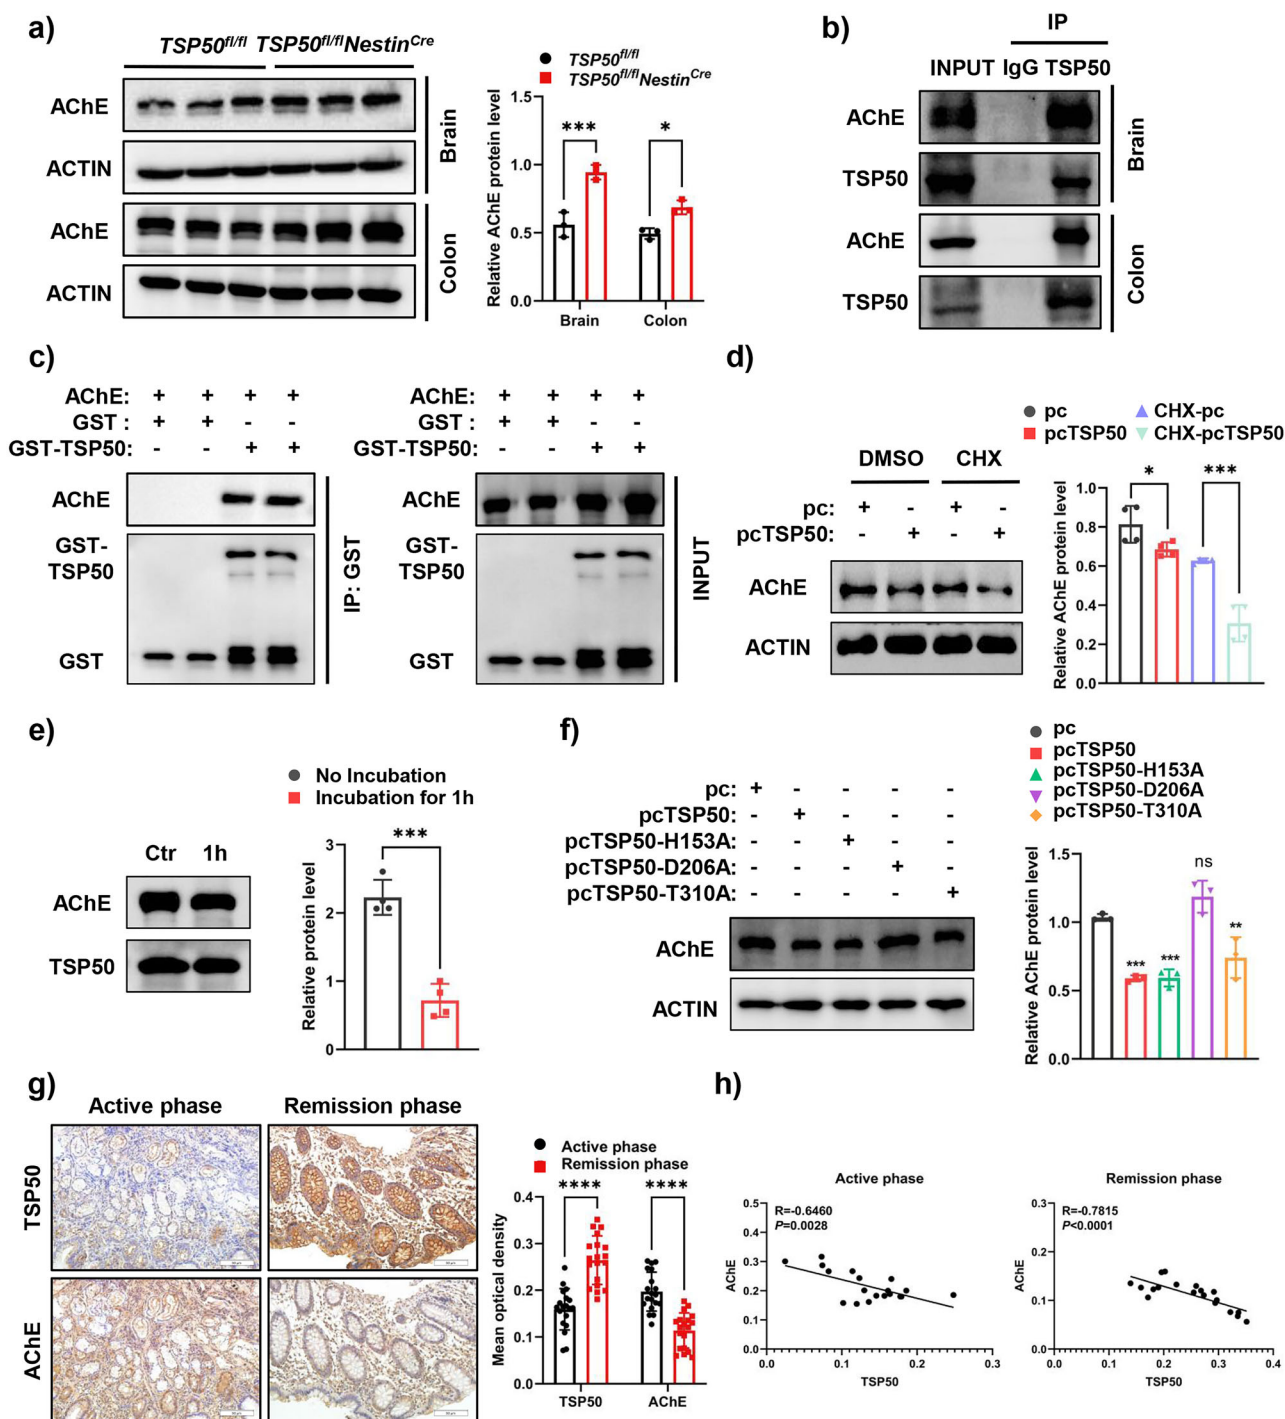 a)
TSP50fl/fl TSP50fl/flNestinCre
AChE
ACTIN
Brain
AChE
ACTIN
Colon
TSP50fl/fl
TSP50fl/flNestinCre
Relative AChE protein level
1.5
1.0
0.5
0.0
***
*
Brain Colon
b)
IP
INPUT IgG TSP50
AChE
TSP50
Brain
AChE
TSP50
Colon
c)
AChE: + + + +
GST : + + - -
GST-TSP50: - - + +
AChE
GST-
TSP50
GST
IP: GST
AChE: + + + +
GST : + + - -
GST-TSP50: - - + +
AChE
GST-
TSP50
GST
INPUT
d)
DMSO CHX
pc: + - + -
pcTSP50: - + - +
AChE
ACTIN
pc CHX-pc
pcTSP50 CHX-pcTSP50
Relative AChE protein level
1.0
0.8
0.6
0.4
0.2
0.0
*
***
e)
Ctr 1h
AChE
TSP50
No Incubation
Incubation for 1h
Relative protein level
3
2
1
0
***
f)
pc: + - - - -
pcTSP50: - + - - -
pcTSP50-H153A: - - + - -
pcTSP50-D206A: - - - + -
pcTSP50-T310A: - - - - +
AChE
ACTIN
pc
pcTSP50
pcTSP50-H153A
pcTSP50-D206A
pcTSP50-T310A
Relative AChE protein level
1.5
1.0
0.5
0.0
***
***
ns
**
g)
Active phase Remission phase
TSP50
AChE
Active phase
Remission phase
Mean optical density
0.4
0.3
0.2
0.1
0.0
****
****
TSP50 AChE
h)
Active phase
R=-0.6460
P=0.0028
AChE
0.5
0.4
0.3
0.2
0.1
0.0
0.0 0.1 0.2 0.3
TSP50
Remission phase
R=-0.7815
P<0.0001
AChE
0.3
0.2
0.1
0.0
0.0 0.1 0.2 0.3 0.4
TSP50